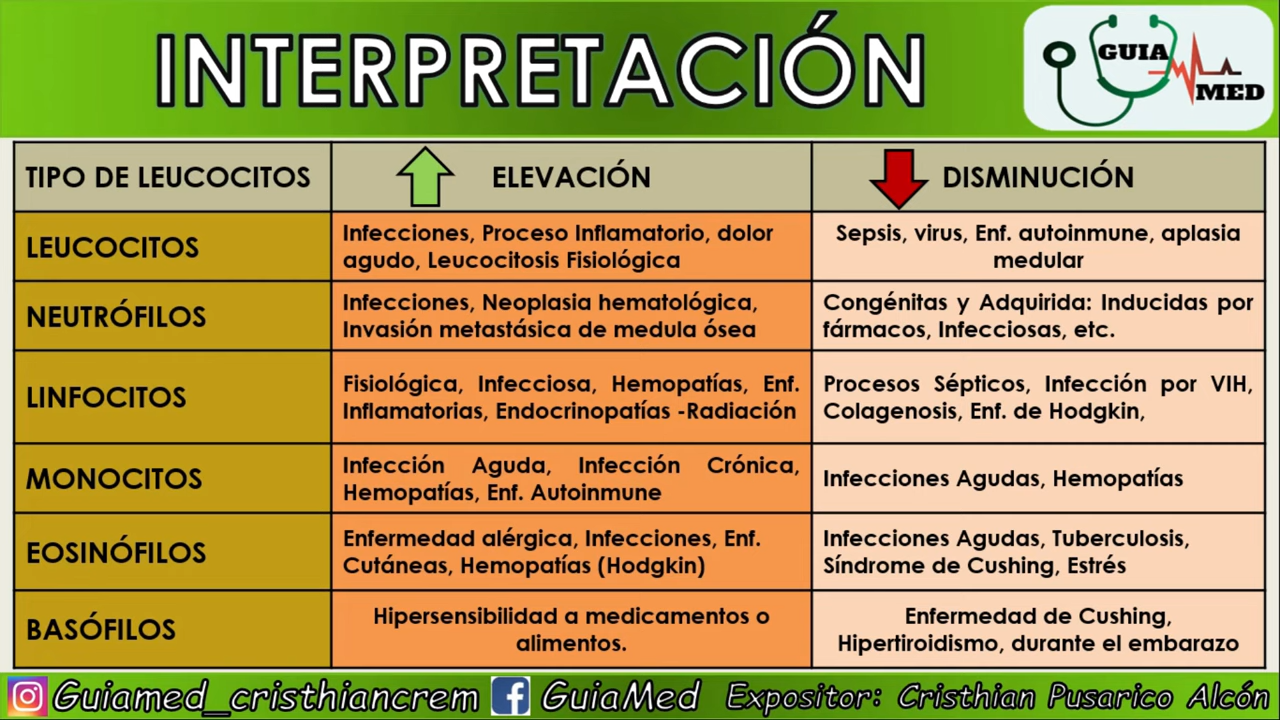 INTERPRETACIÓN
GUIA
MED
TIPO DE LEUCOCITOS
ELEVACIÓN
DISMINUCIÓN
LEUCOCITOS
Infecciones, Proceso Inflamatorio, dolor
agudo, Leucocitosis Fisiológica
Sepsis, virus, Enf. autoinmune, aplasia
medular
NEUTRÓFILOS
Infecciones, Neoplasia hematológica,
Invasión metastásica de medula ósea
Congénitas y Adquirida: Inducidas por
fármacos, Infecciosas, etc.
LINFOCITOS
Fisiológica, Infecciosa, Hemopatías, Enf.
Inflamatorias, Endocrinopatías -Radiación
Procesos Sépticos, Infección por VIH,
Colagenosis, Enf. de Hodgkin,
MONOCITOS
Infección Aguda, Infección Crónica,
Hemopatías, Enf. Autoinmune
Infecciones Agudas, Hemopatías
EOSINÓFILOS
Enfermedad alérgica, Infecciones, Enf.
Cutáneas, Hemopatías (Hodgkin)
Infecciones Agudas, Tuberculosis,
Síndrome de Cushing, Estrés
BASÓFILOS
Hipersensibilidad a medicamentos o
alimentos.
Enfermedad de Cushing,
Hipertiroidismo, durante el embarazo
Guiamed_cristhiancrem GuiaMed Expositor: Cristhian Pusarico Alcón